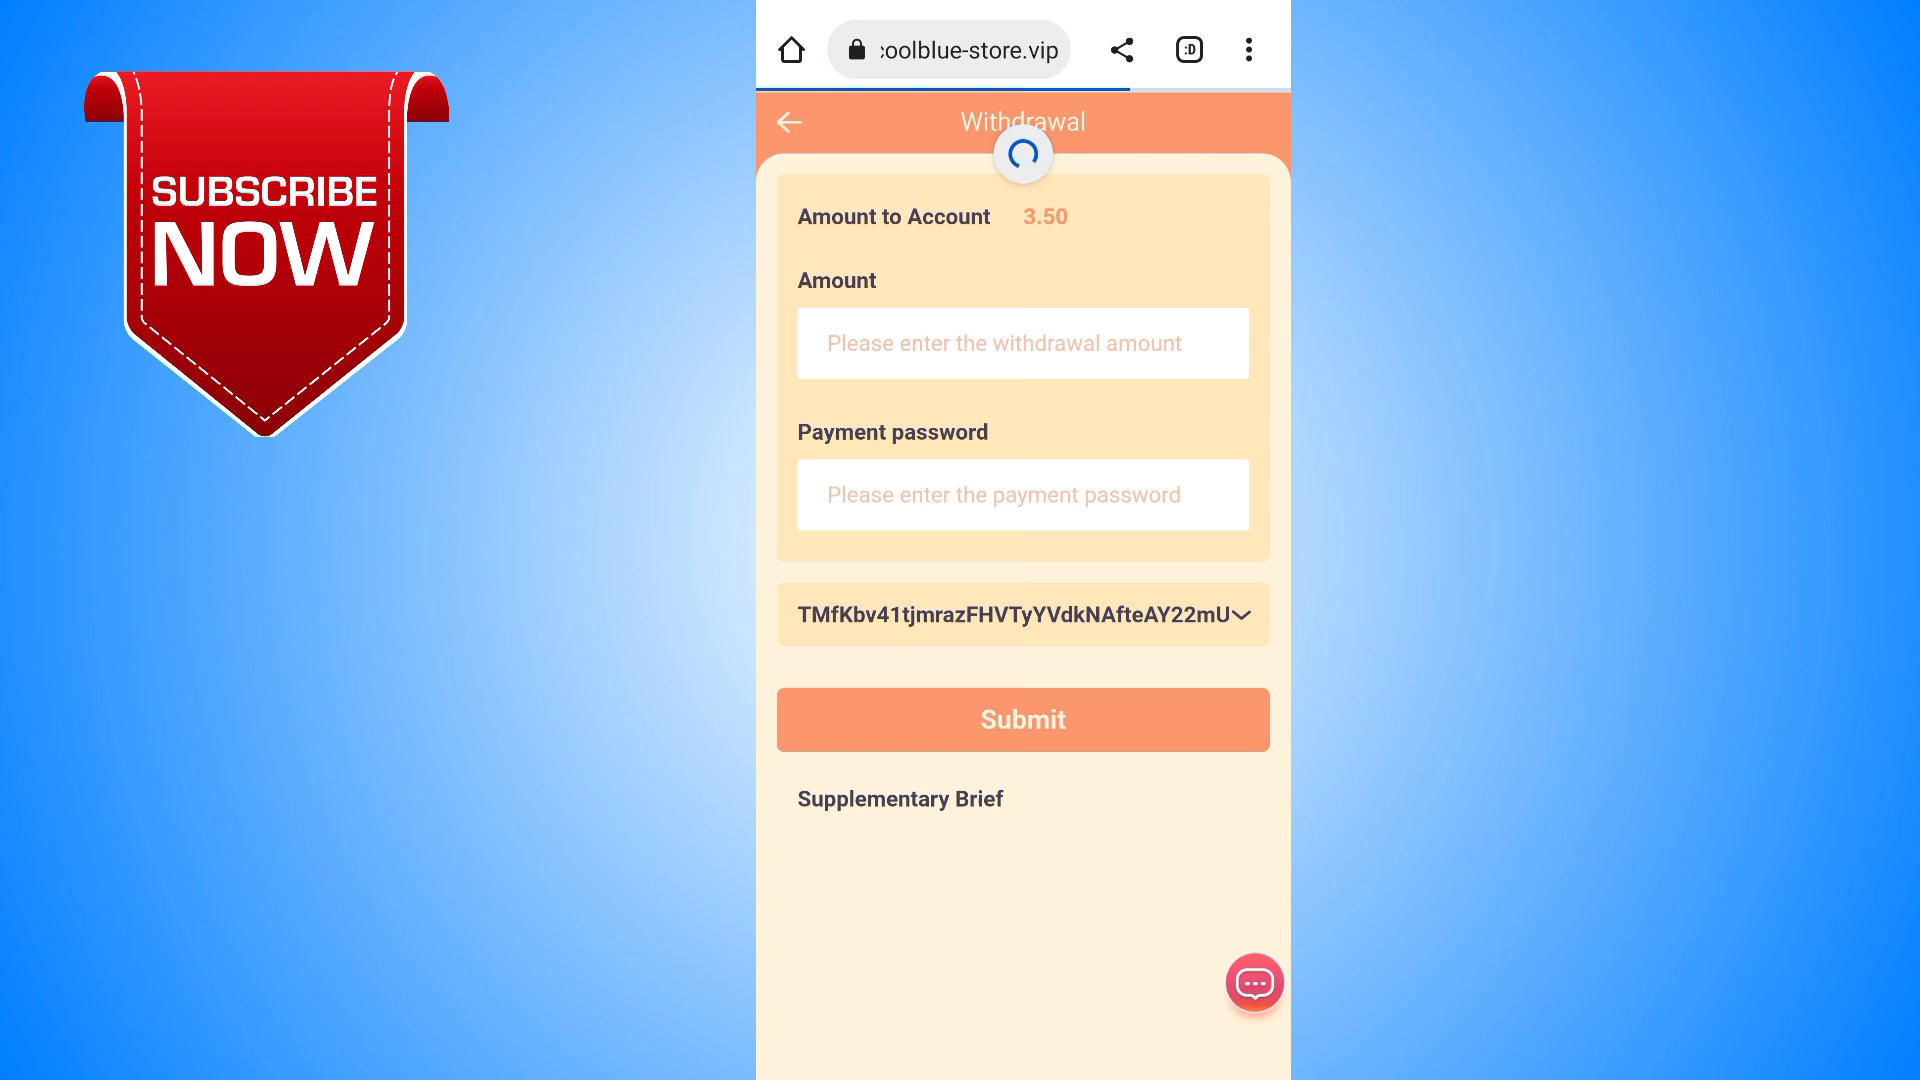 SUBSCRIBE
NOW
:oolblue-store.vip
:D
Withdrawal
Amount to Account 3.50
Amount
Please enter the withdrawal amount
Payment password
Please enter the payment password
TMfKbv41tjmrazFHVTyYVdkNAfteAY22mU
Submit
Supplementary Brief